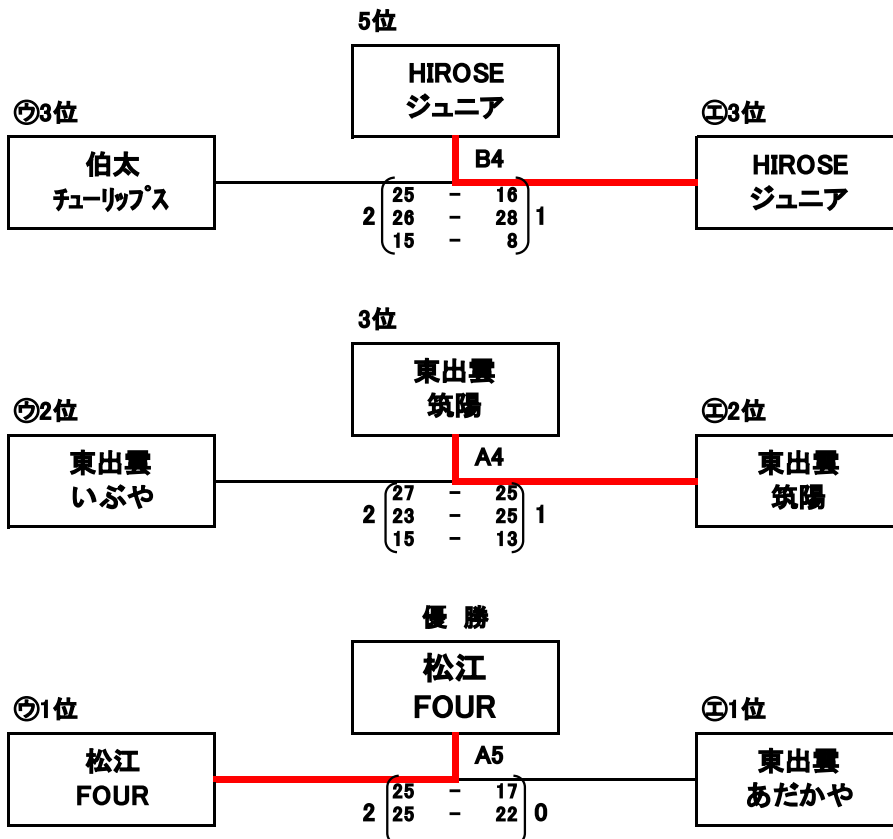 5位
HIROSE
ジュニア
㋒3位
㋓3位
伯太
チューリップス
B4
HIROSE
ジュニア
2 25 - 16 1
26 - 28
15 - 8
3位
東出雲
筑陽
㋒2位
㋓2位
東出雲
いぶや
A4
東出雲
筑陽
2 27 - 25 1
23 - 25
15 - 13
優 勝
松江
FOUR
㋒1位
㋓1位
松江
FOUR
A5
東出雲
あだかや
2 25 - 17 0
25 - 22